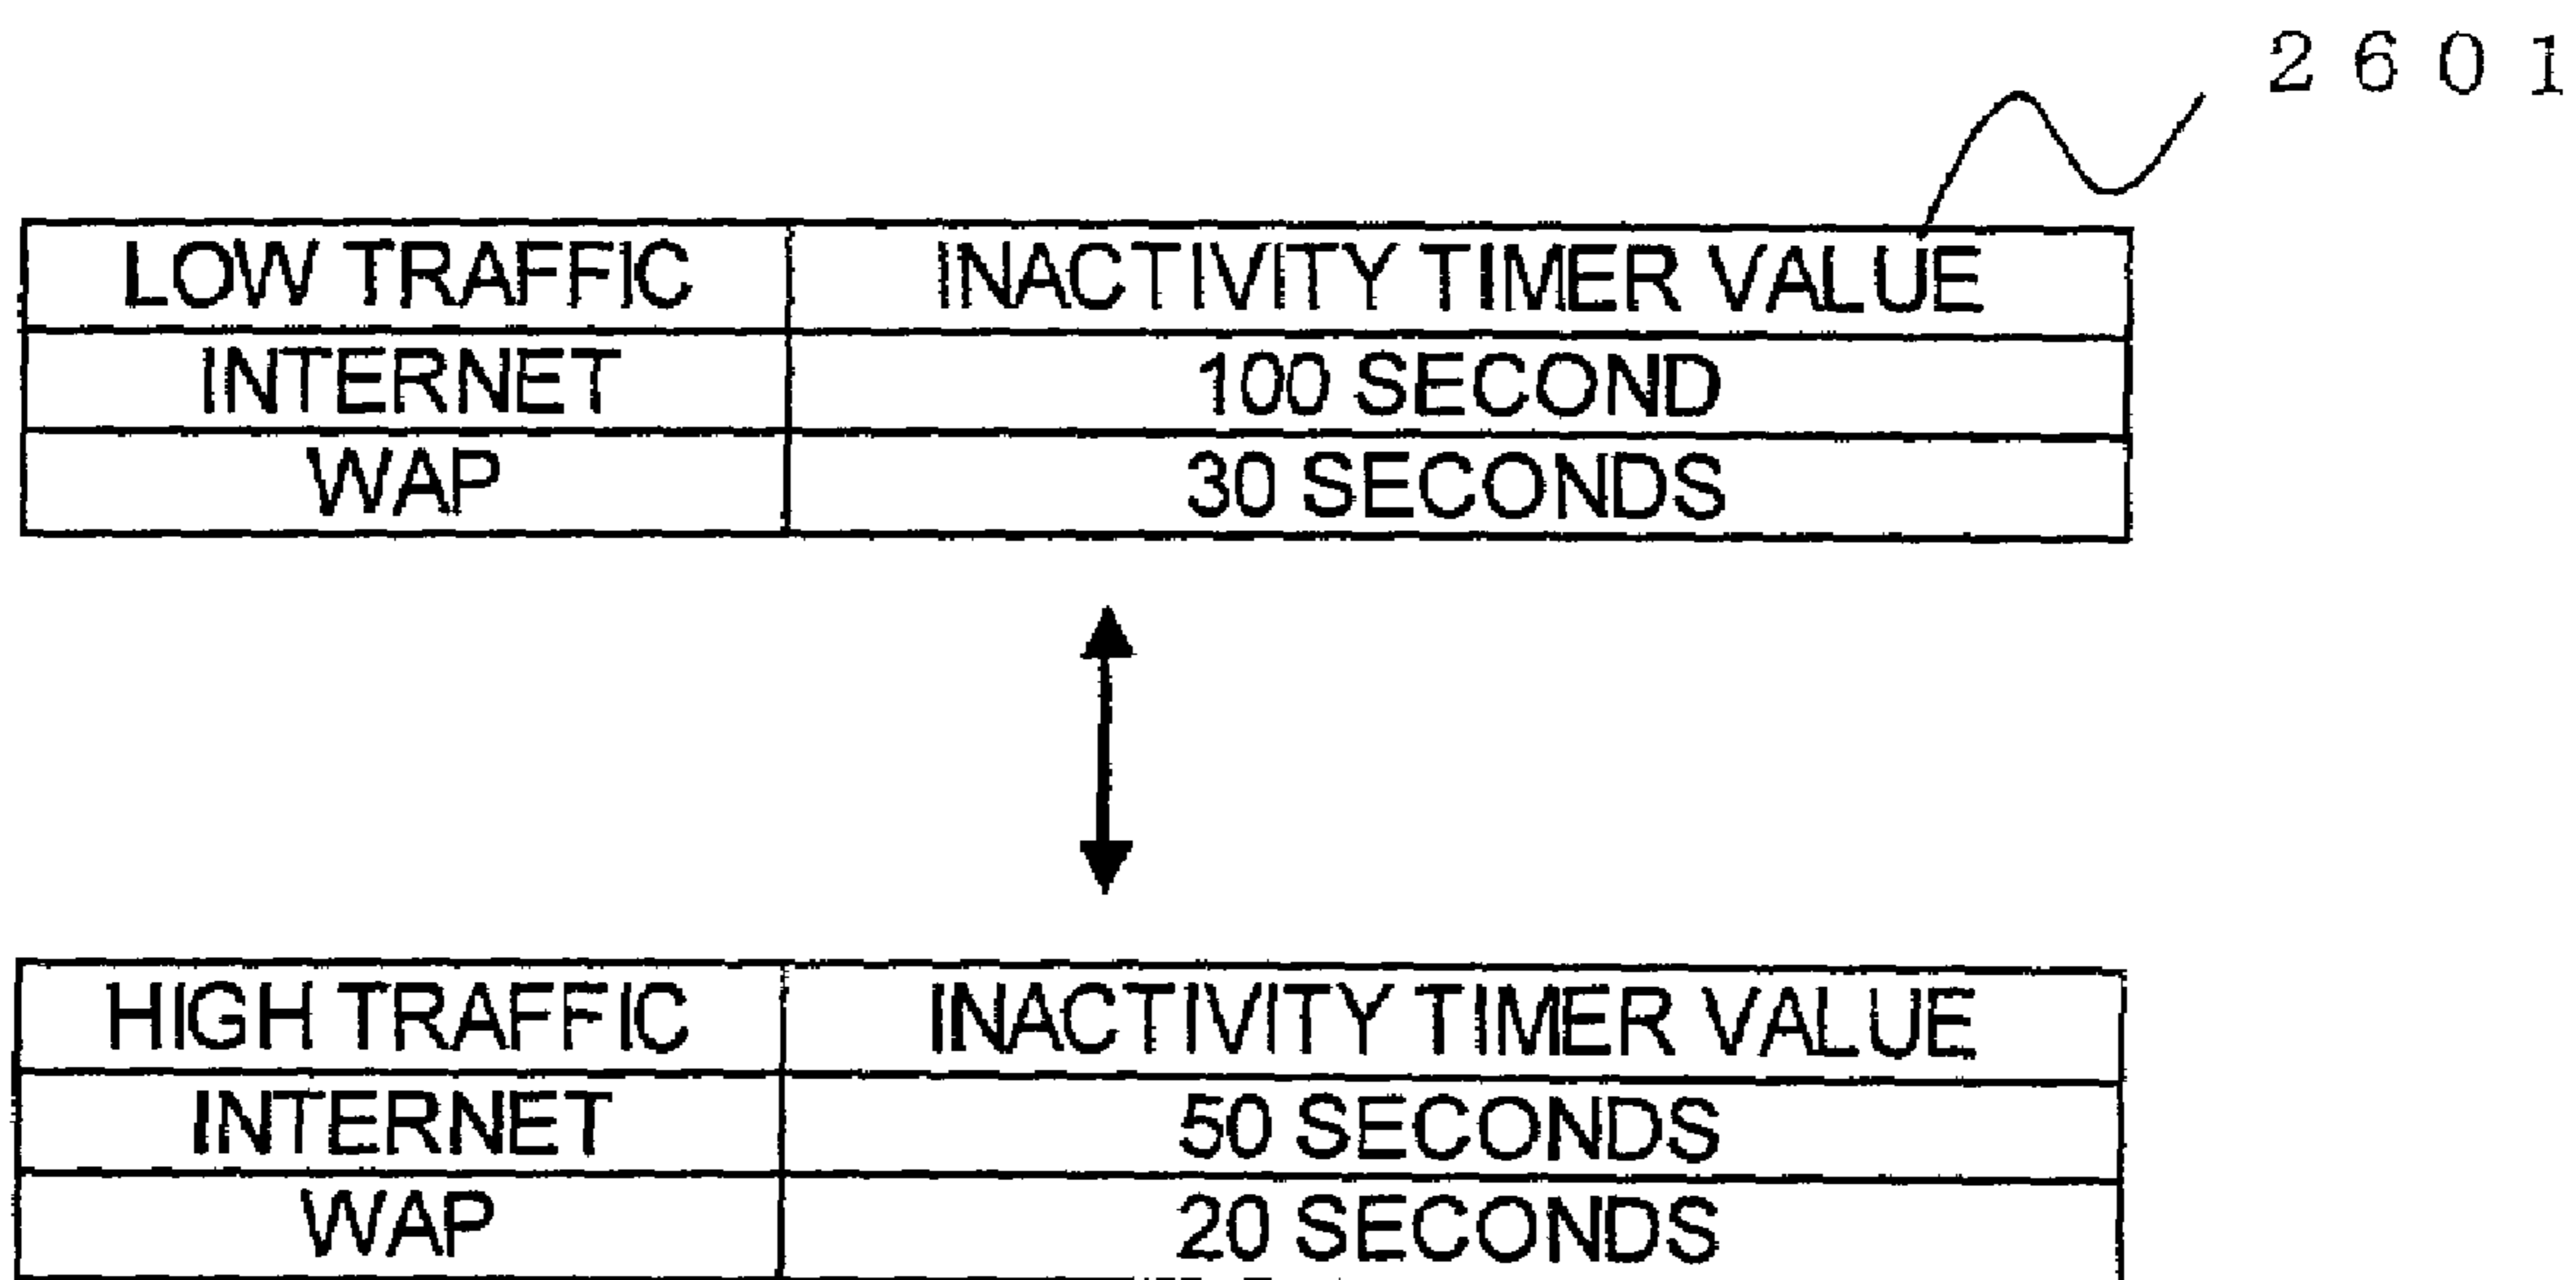 2601
LOW TRAFFIC INACTIVITY TIMER VALUE
INTERNET 100 SECOND
WAP 30 SECONDS
HIGH TRAFFIC INACTIVITY TIMER VALUE
INTERNET 50 SECONDS
WAP 20 SECONDS